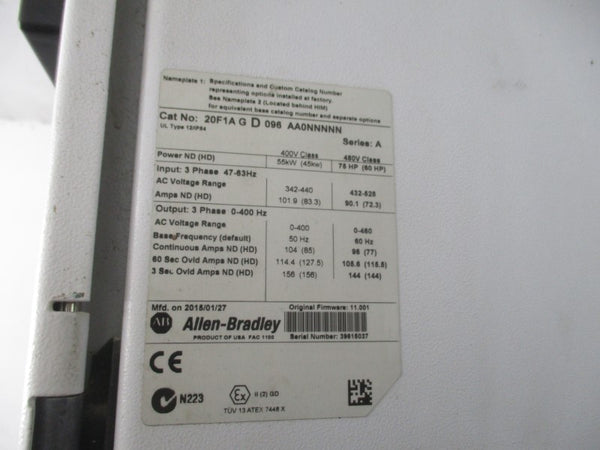 Nameplate 1: Specifications and Custom Catalog Number
representing options installed at factory.
See Nameplate 2 (Located behind HIM)
for equivalent base catalog number and separate options
Cat No: 20F1A G D 096 AA0NNNNN
UL Type 12/IP54
Series: A
400V Class 480V Class
Power ND (HD) 55kW (45kw) 75 HP (60 HP)
Input: 3 Phase 47-63Hz
AC Voltage Range 342-440 432-528
Amps ND (HD) 101.9 (83.3) 90.1 (72.3)
Output: 3 Phase 0-400 Hz
AC Voltage Range 0-400 0-460
Base Frequency (default) 50 Hz 60 Hz
Continuous Amps ND (HD) 104 (85) 96 (77)
60 Sec Ovld Amps ND (HD) 114.4 (127.5) 105.6 (115.5)
3 Sec Ovld Amps ND (HD) 156 (156) 144 (144)
Mfd. on 2015/01/27 Original Firmware: 11.001
AB Allen-Bradley
PRODUCT OF USA FAC 1100 Serial Number: 39616027
CE
N223 Ex II (2) GD
TÜV 13 ATEX 7448 X